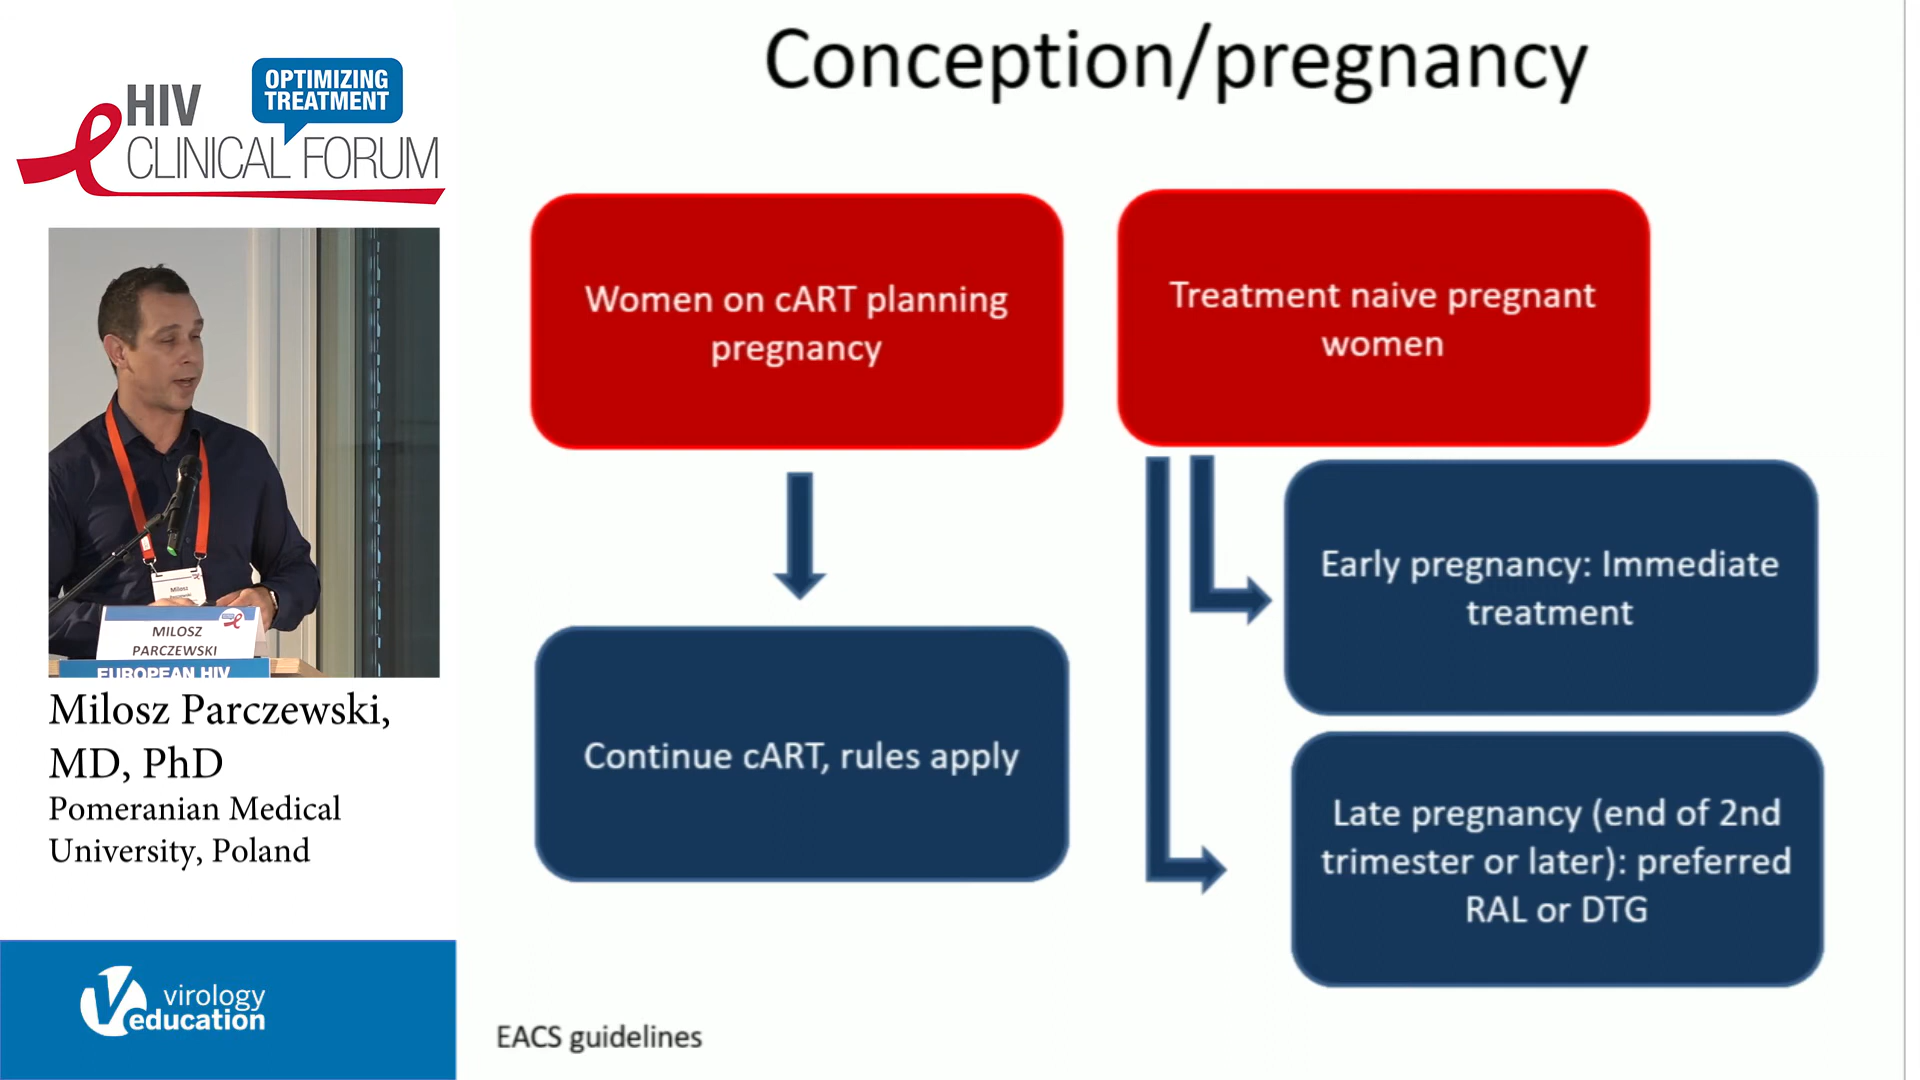 HIV
OPTIMIZING
TREATMENT
CLINICAL FORUM
Milosz
MILOSZ
PARCZEWSKI
EUROPEAN HIV
Milosz Parczewski,
MD, PhD
Pomeranian Medical
University, Poland
virology
education
Conception/pregnancy
Women on cART planning
pregnancy
Continue cART, rules apply
Treatment naive pregnant
women
Early pregnancy: Immediate
treatment
Late pregnancy (end of 2nd
trimester or later): preferred
RAL or DTG
EACS guidelines